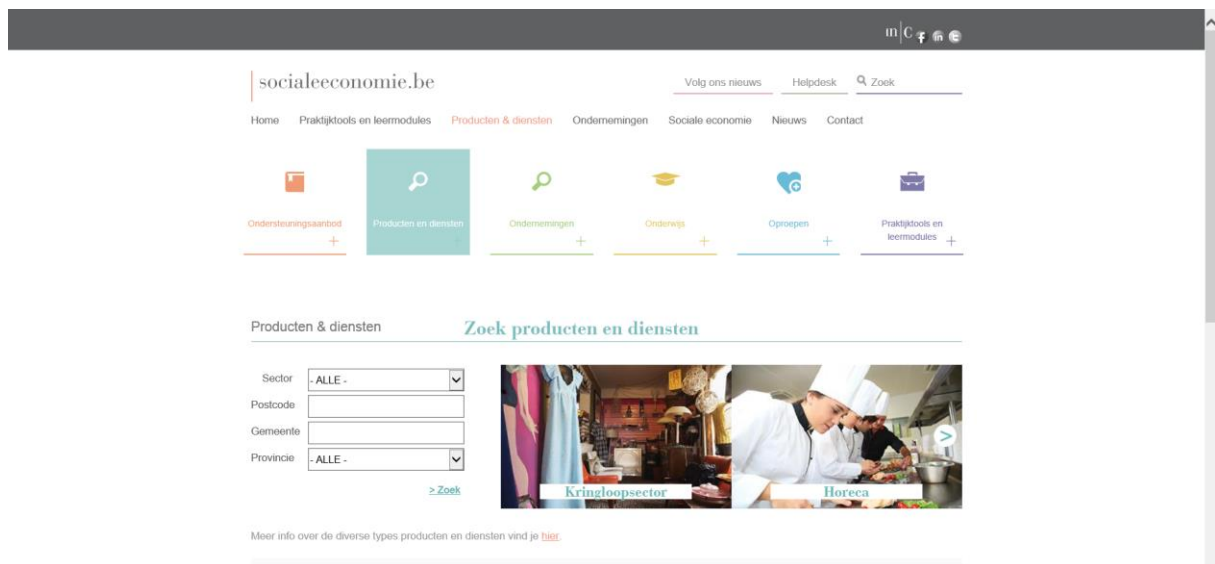 in|C
socialeeconomie.be
Volg ons nieuws Helpdesk Zoek
Home Praktijktools en leermodules Producten & diensten Ondernemingen Sociale economie Nieuws Contact
Ondersteuningsaanbod Producten en diensten Ondernemingen Onderwijs Oproepen Praktijktools en
leermodules
Producten & diensten Zoek producten en diensten
Sector - ALLE -
Postcode
Gemeente
Provincie - ALLE -
> Zoek
Kringloopsector Horeca
Meer info over de diverse types producten en diensten vind je hier.